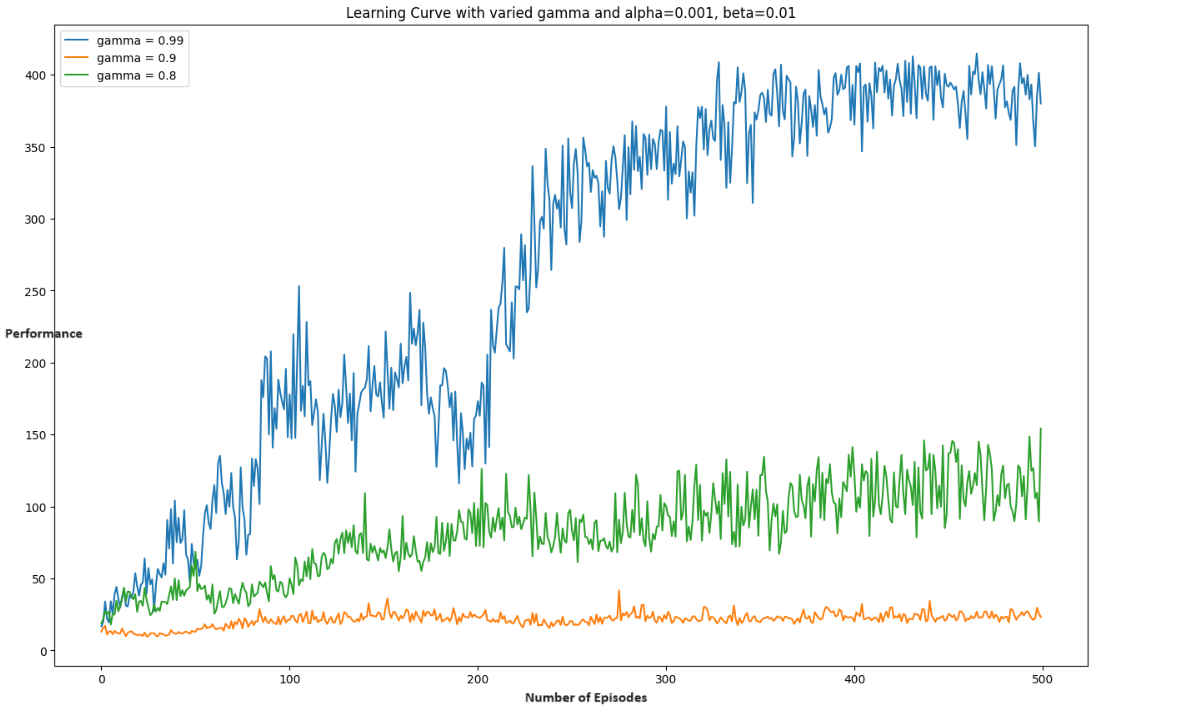 Learning Curve with varied gamma and alpha=0.001, beta=0.01
gamma = 0.99
gamma = 0.9
gamma = 0.8
400
350
300
250
Performance
200
150
100
50
0
0 100 200 300 400 500
Number of Episodes